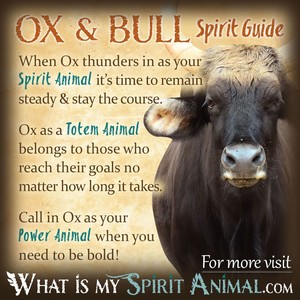 OX & BULL Spirit Guide
When Ox thunders in as your
Spirit Animal it's time to remain
steady & stay the course.
Ox as a Totem Animal
belongs to those who
reach their goals no
matter how long it takes.
Call in Ox as your
Power Animal when you
need to be bold!
For more visit
WHAT IS MY SPIRIT ANIMAL.COM